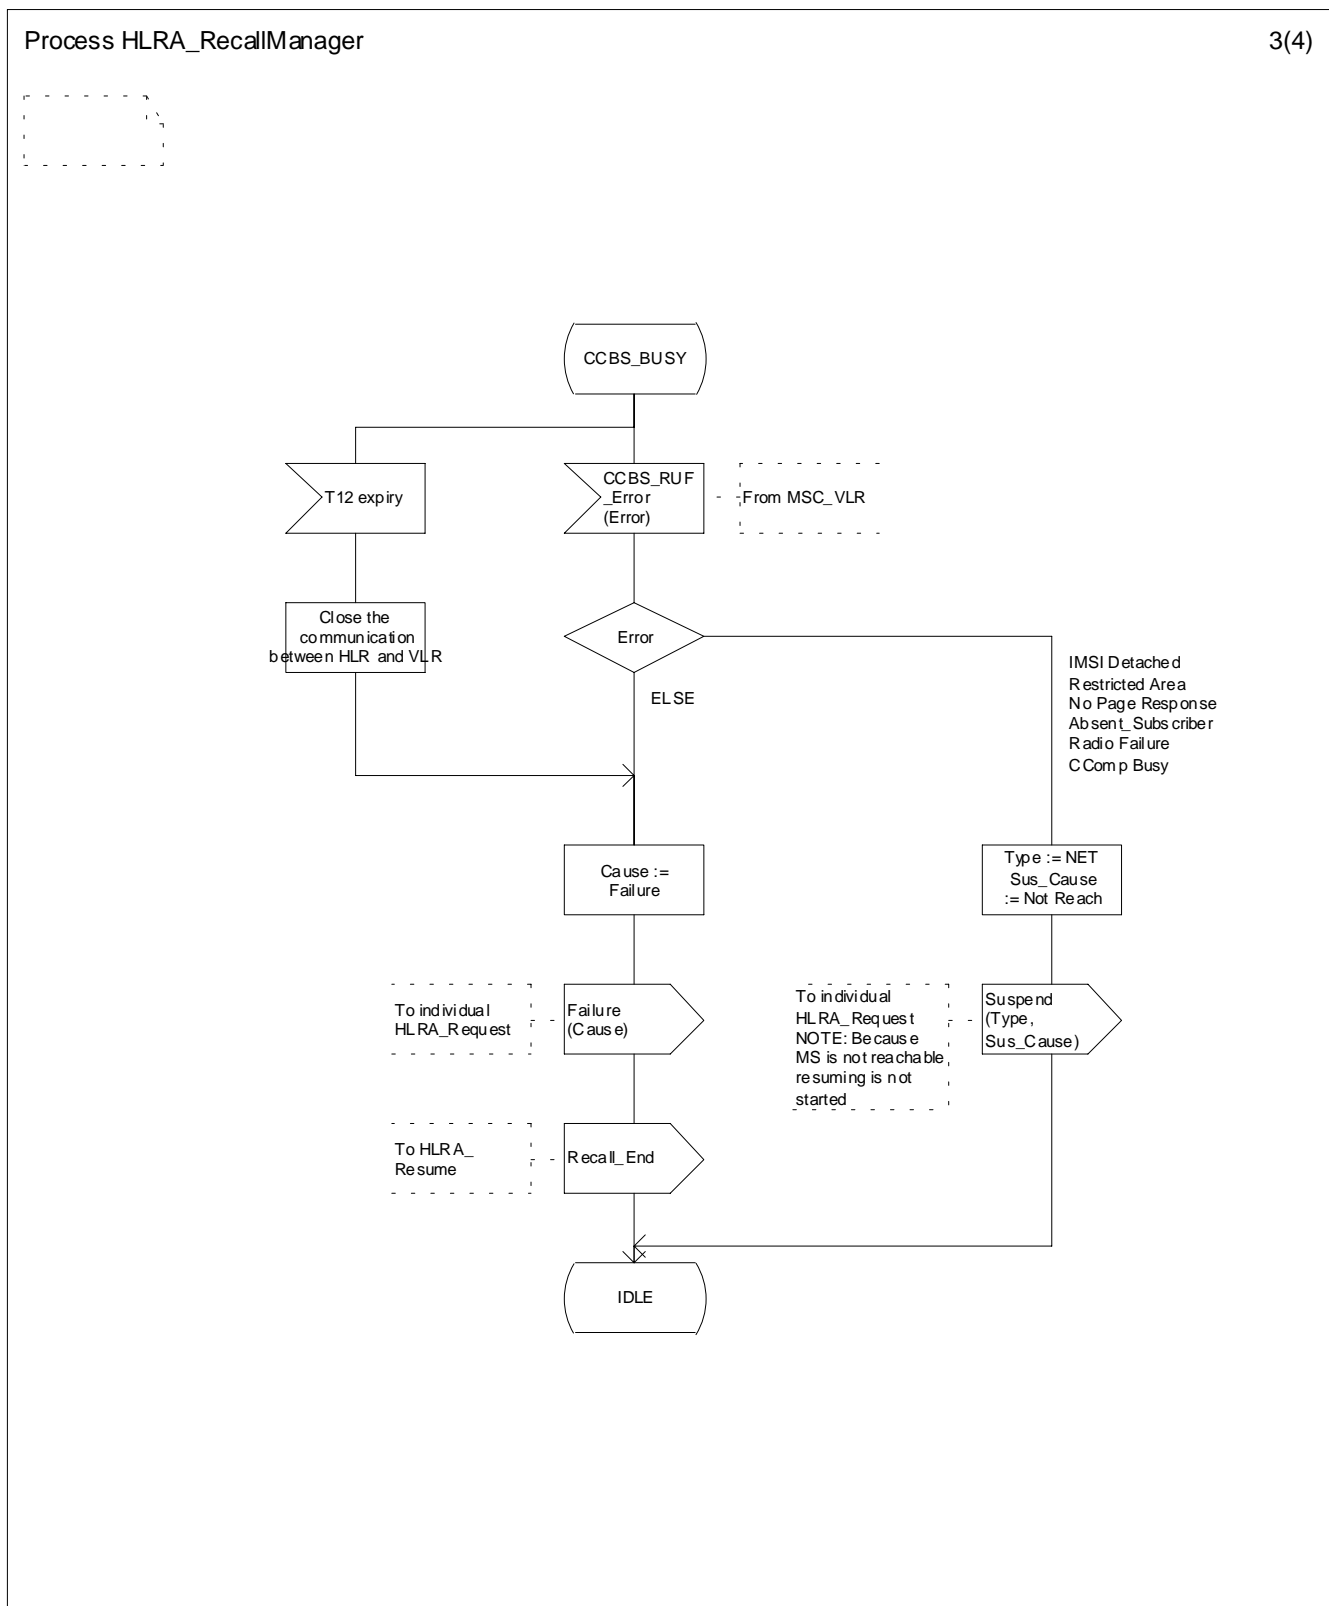 Process HLRA_RecallManager
3(4)
CCBS_BUSY
T12 expiry
CCBS_RUF
_Error
(Error)
From MSC_VLR
Close the
communication
between HLR and VLR
Error
ELSE
IMSI Detached
Restricted Area
No Page Response
Absent_Subscriber
Radio Failure
CComp Busy
Cause :=
Failure
Type := NET
Sus_Cause
:= Not Reach
To individual
HLRA_Request
Failure
(Cause)
To individual
HLRA_Request
NOTE: Because
MS is not reachable
resuming is not
started
Suspend
(Type,
Sus_Cause)
To HLRA_
Resume
Recall_End
IDLE